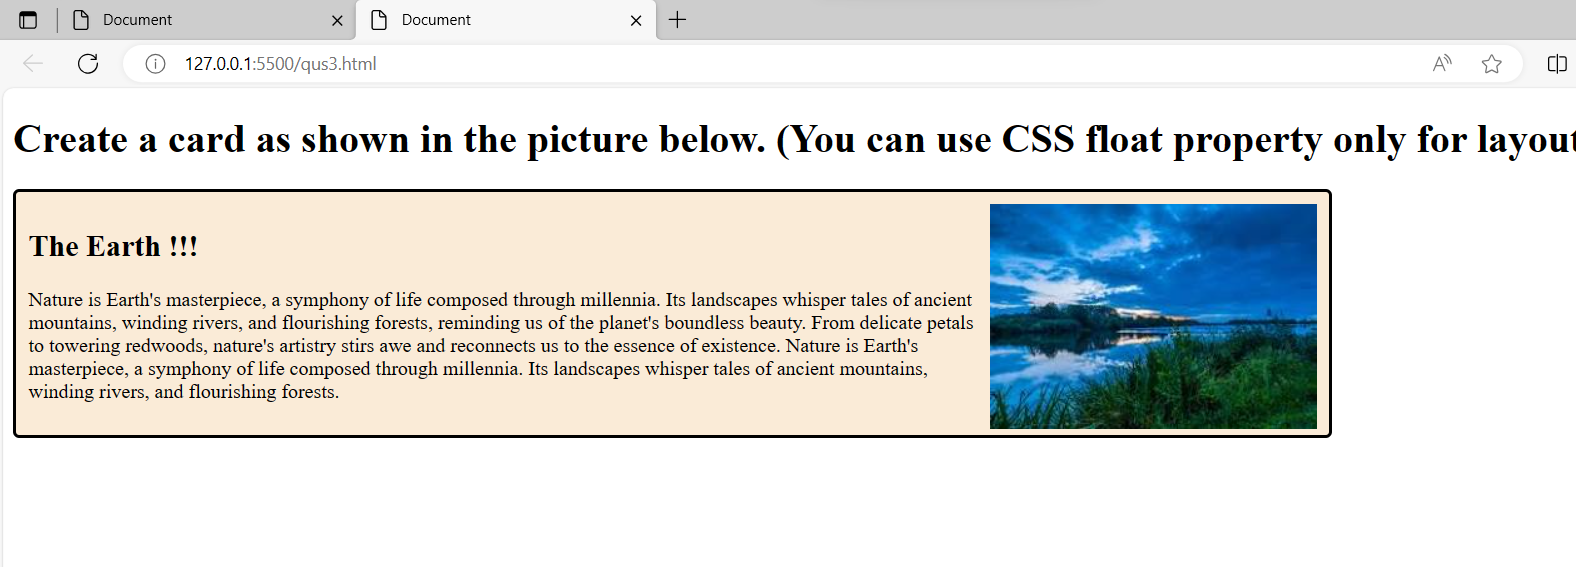 Document
Document
127.0.0.1:5500/qus3.html
Create a card as shown in the picture below. (You can use CSS float property only for layout
The Earth !!!
Nature is Earth's masterpiece, a symphony of life composed through millennia. Its landscapes whisper tales of ancient
mountains, winding rivers, and flourishing forests, reminding us of the planet's boundless beauty. From delicate petals
to towering redwoods, nature's artistry stirs awe and reconnects us to the essence of existence. Nature is Earth's
masterpiece, a symphony of life composed through millennia. Its landscapes whisper tales of ancient mountains,
winding rivers, and flourishing forests.